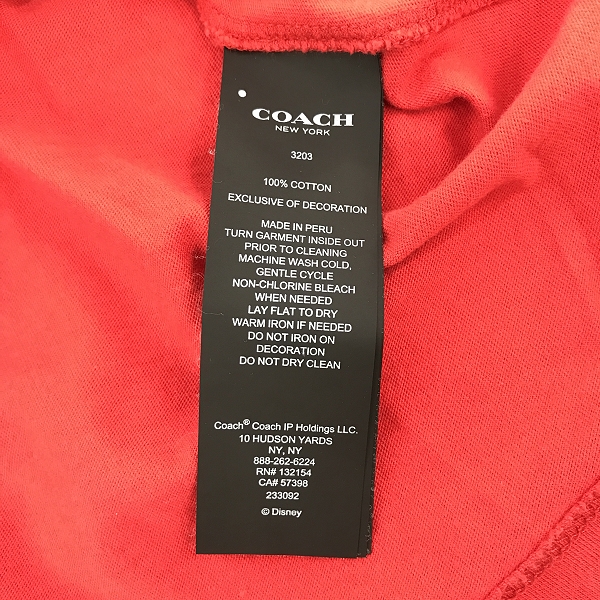 COACH
NEW YORK
3203
100% COTTON
EXCLUSIVE OF DECORATION
MADE IN PERU
TURN GARMENT INSIDE OUT
PRIOR TO CLEANING
MACHINE WASH COLD,
GENTLE CYCLE
NON-CHLORINE BLEACH
WHEN NEEDED
LAY FLAT TO DRY
WARM IRON IF NEEDED
DO NOT IRON ON
DECORATION
DO NOT DRY CLEAN
Coach® Coach IP Holdings LLC.
10 HUDSON YARDS
NY, NY
888-262-6224
RN# 132154
CA# 57398
233092
© Disney